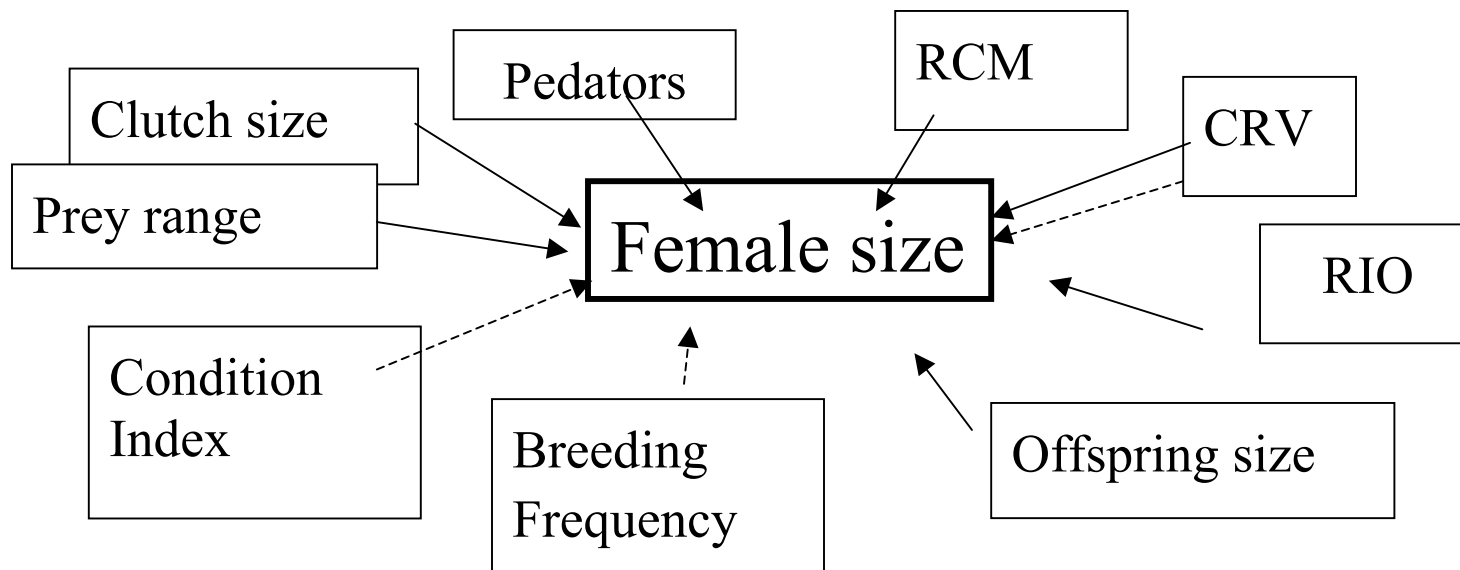 Pedators
RCM
Clutch size
CRV
Prey range
Female size
RIO
Condition
Index
Breeding
Frequency
Offspring size